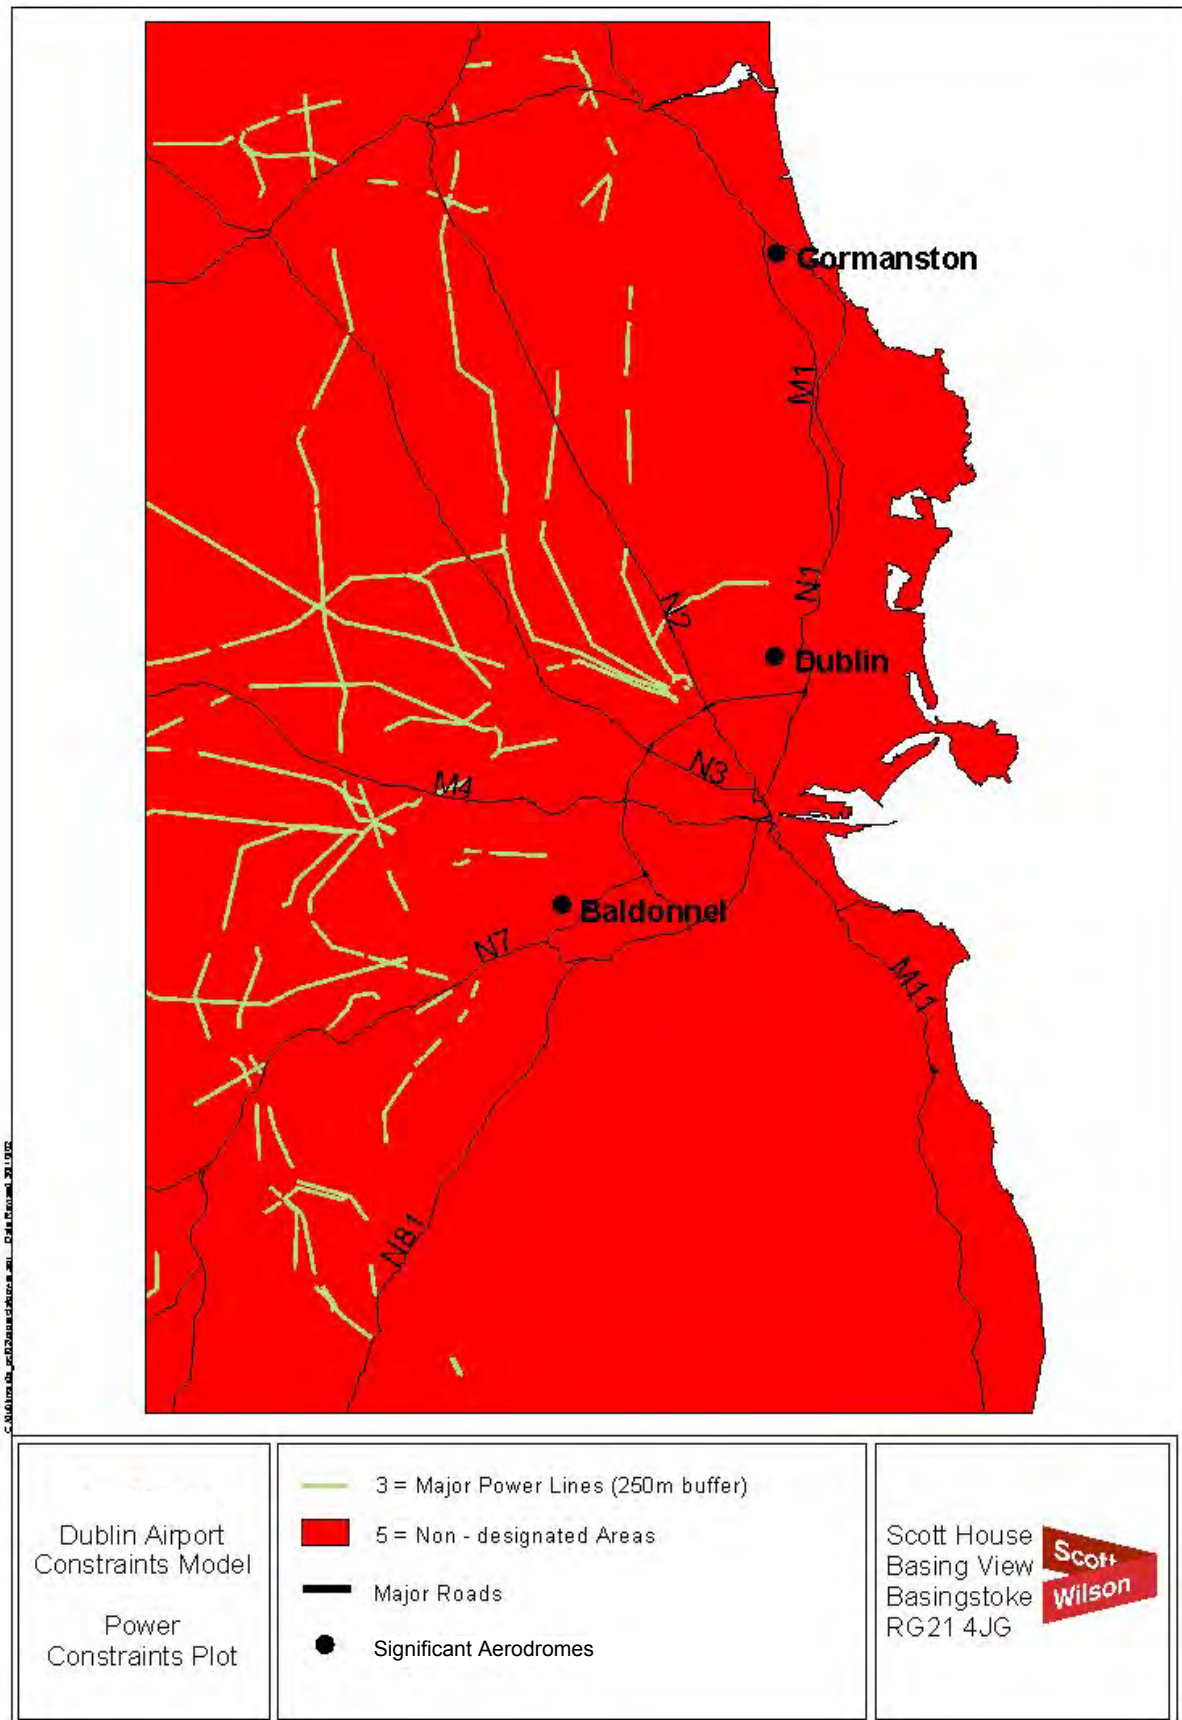 Gormanston
M1
N1
N2
Dublin
N3
M4
Baldonnel
N7
M11
N81
Dublin Airport
Constraints Model
Power
Constraints Plot
3 = Major Power Lines (250m buffer)
5 = Non - designated Areas
Major Roads
Significant Aerodromes
Scott House
Basing View
Basingstoke
RG21 4JG
Scott
Wilson